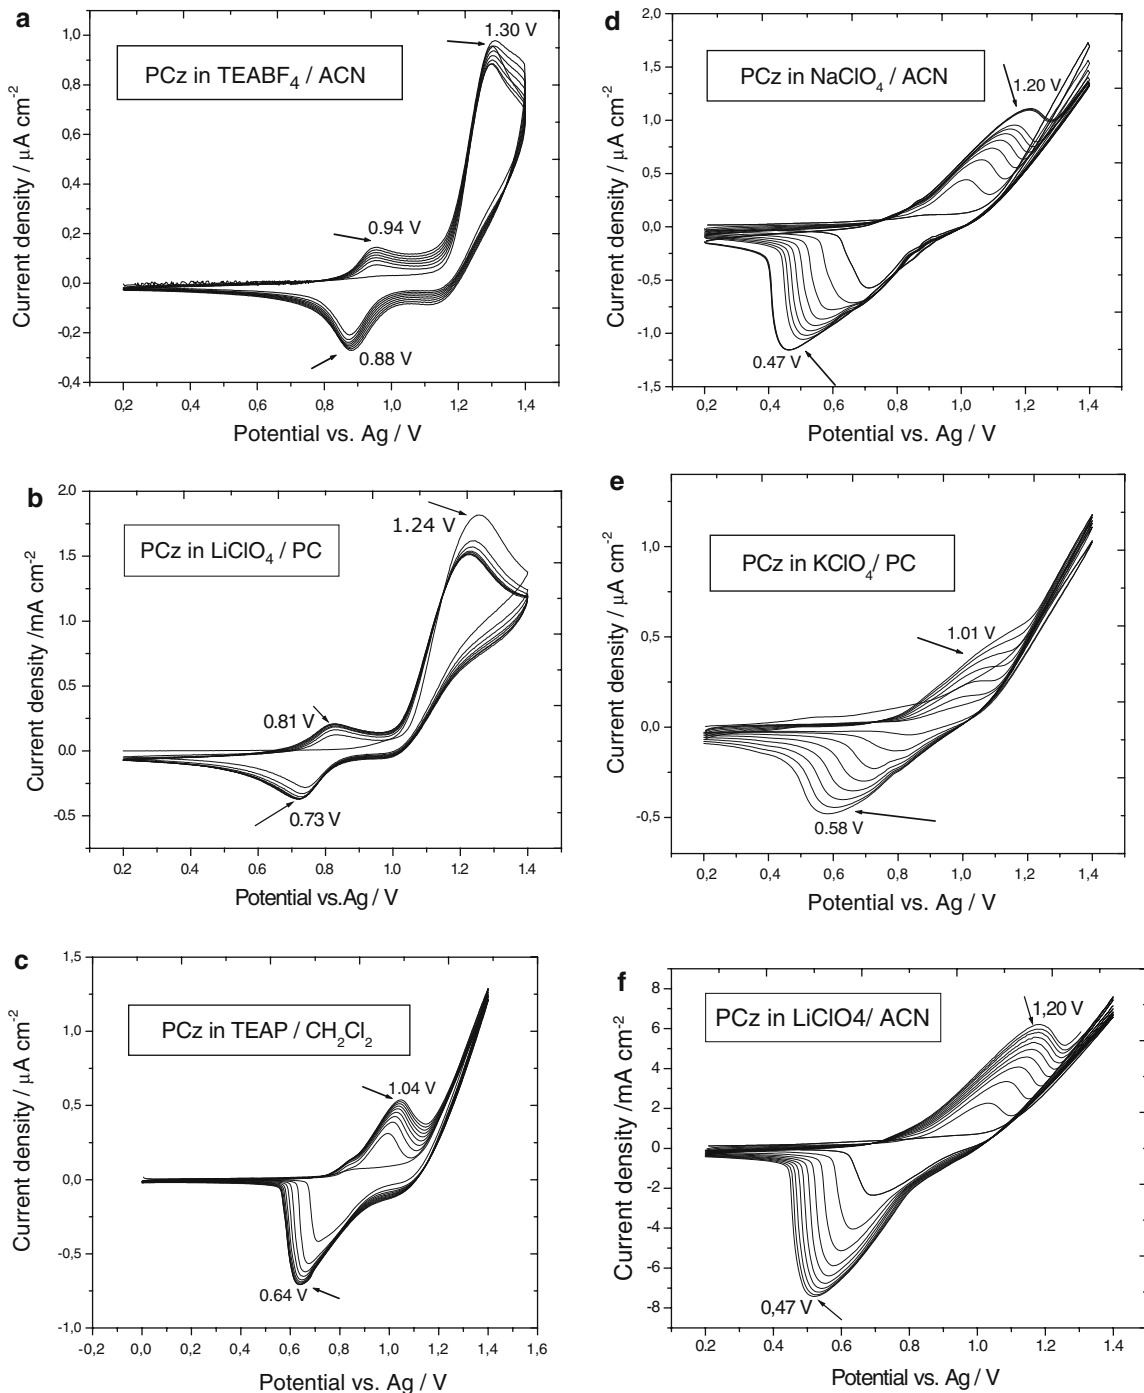 a
PCz in TEABF4 / ACN
1.30 V
0.94 V
0.88 V
1,0
0,8
0,6
0,4
0,2
0,0
-0,2
-0,4
Current density / μA cm-2
0,2 0,4 0,6 0,8 1,0 1,2 1,4
Potential vs. Ag / V
b
PCz in LiClO4 / PC
1.24 V
0.81 V
0.73 V
2.0
1.5
1.0
0.5
0.0
-0.5
Current density /mA cm-2
0.2 0.4 0.6 0.8 1.0 1.2 1.4
Potential vs.Ag / V
c
PCz in TEAP / CH2Cl2
1.04 V
0.64 V
1,5
1,0
0,5
0,0
-0,5
-1,0
Current density / μA cm-2
-0,2 0,0 0,2 0,4 0,6 0,8 1,0 1,2 1,4 1,6
Potential vs. Ag / V
d
PCz in NaClO4 / ACN
1.20 V
0.47 V
2,0
1,5
1,0
0,5
0,0
-0,5
-1,0
-1,5
Current density / μA cm-2
0,2 0,4 0,6 0,8 1,0 1,2 1,4
Potential vs. Ag / V
e
PCz in KClO4/ PC
1.01 V
0.58 V
1,0
0,5
0,0
-0,5
Current density / μA cm-2
0,2 0,4 0,6 0,8 1,0 1,2 1,4
Potential vs. Ag / V
f
PCz in LiClO4/ ACN
1,20 V
0,47 V
8
6
4
2
0
-2
-4
-6
-8
Current density /mA cm-2
0.2 0.4 0.6 0.8 1.0 1.2 1.4
Potential vs. Ag / V